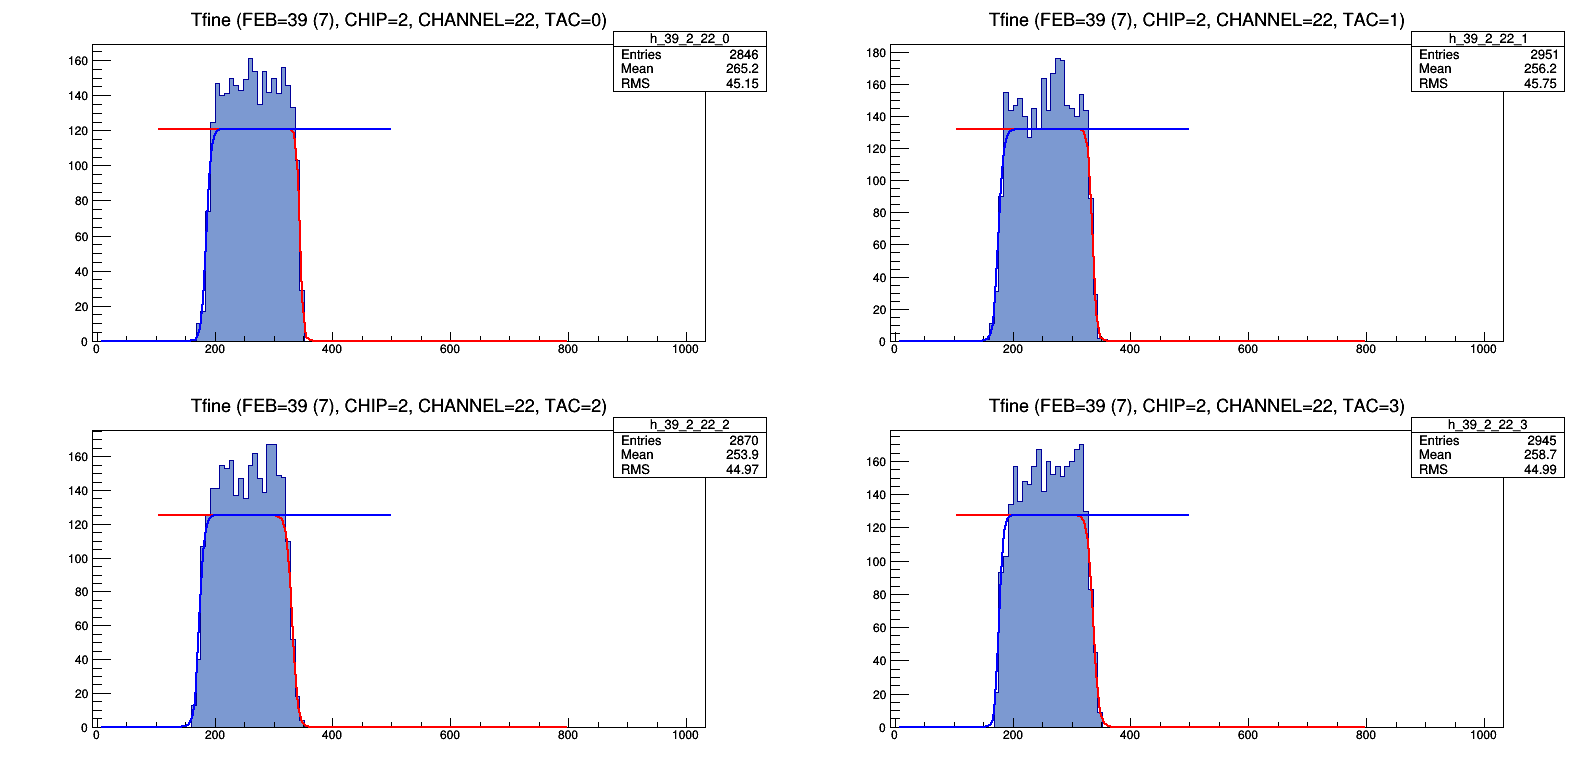 Tfine (FEB=39 (7), CHIP=2, CHANNEL=22, TAC=0)
h_39_2_22_0
Entries 2846
Mean 265.2
RMS 45.15
160
140
120
100
80
60
40
20
0
0 200 400 600 800 1000
Tfine (FEB=39 (7), CHIP=2, CHANNEL=22, TAC=1)
h_39_2_22_1
Entries 2951
Mean 256.2
RMS 45.75
180
160
140
120
100
80
60
40
20
0
0 200 400 600 800 1000
Tfine (FEB=39 (7), CHIP=2, CHANNEL=22, TAC=2)
h_39_2_22_2
Entries 2870
Mean 253.9
RMS 44.97
160
140
120
100
80
60
40
20
0
0 200 400 600 800 1000
Tfine (FEB=39 (7), CHIP=2, CHANNEL=22, TAC=3)
h_39_2_22_3
Entries 2945
Mean 258.7
RMS 44.99
160
140
120
100
80
60
40
20
0
0 200 400 600 800 1000